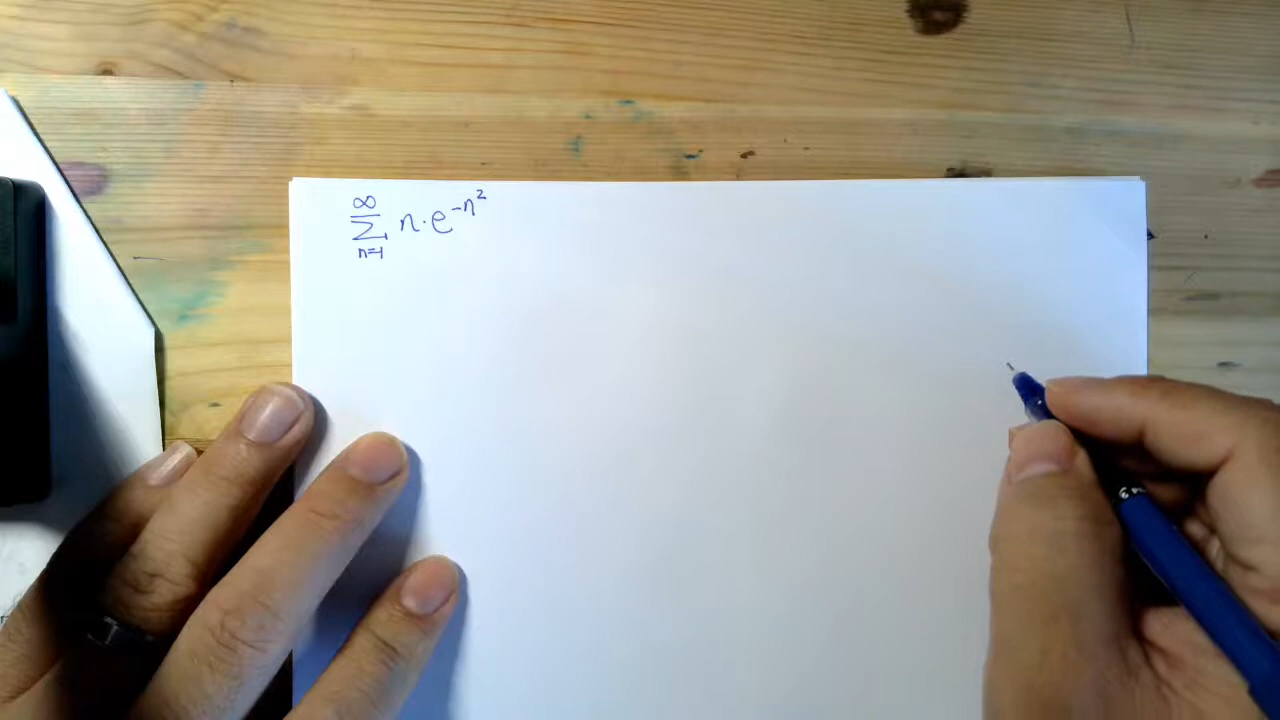 ∞
∑ n·e^{-n²}
n=1